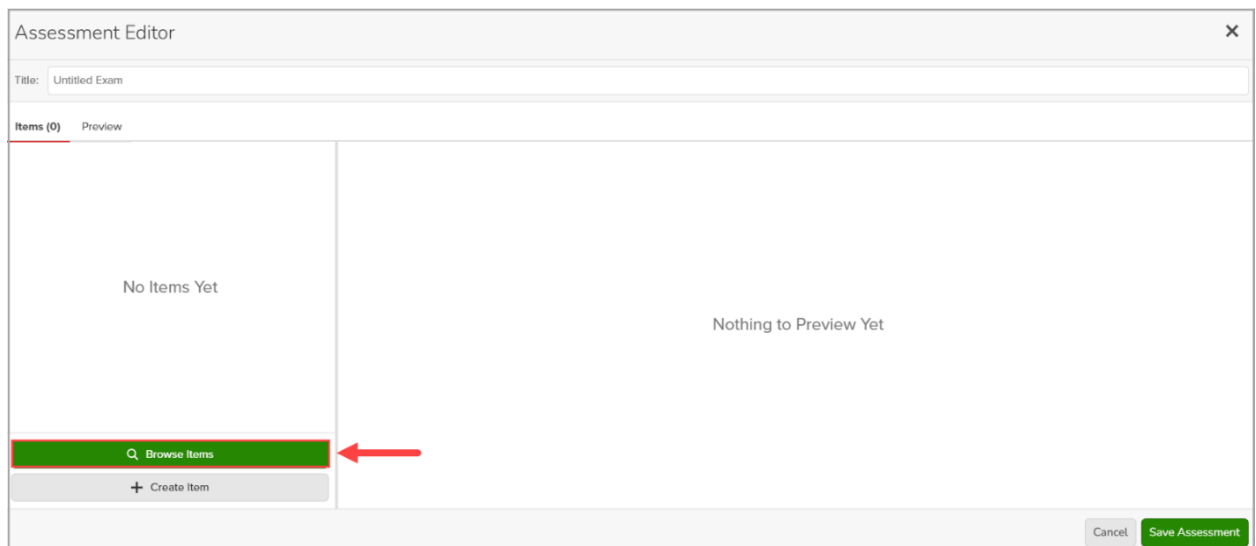 Assessment Editor
Title: Untitled Exam
Items (0) Preview
No Items Yet
Nothing to Preview Yet
Browse Items
Create Item
Cancel Save Assessment